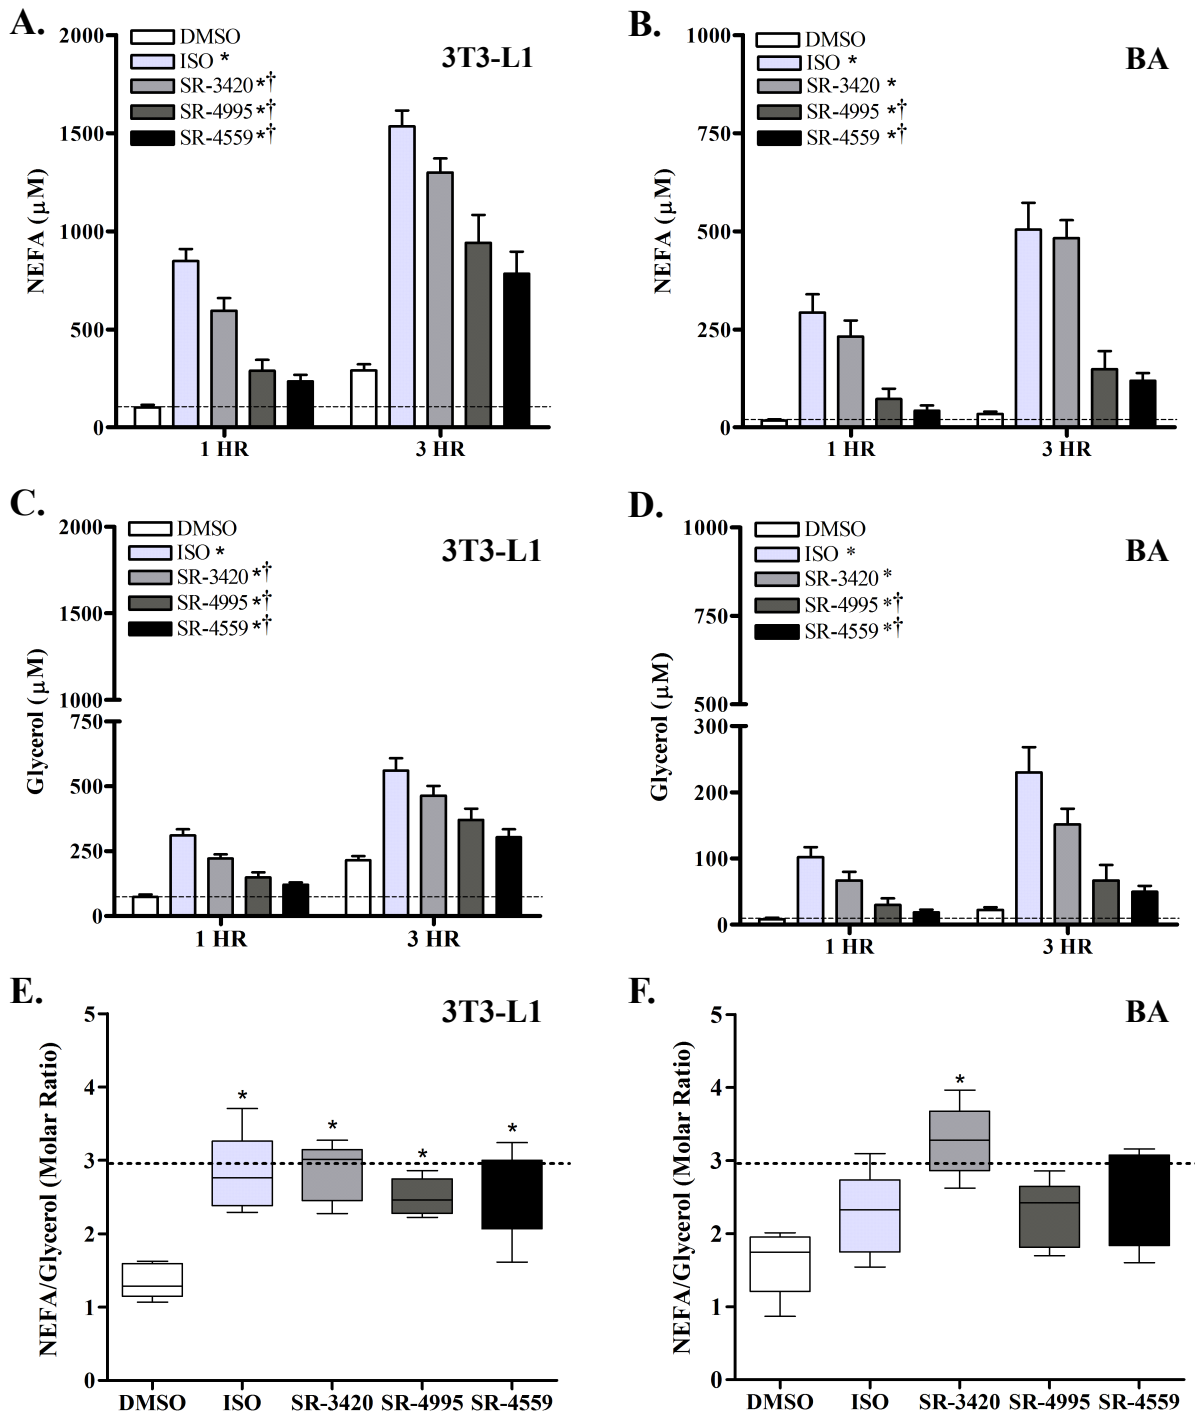 A.
3T3-L1
2000
1500
1000
500
0
NEFA (μM)
DMSO
ISO *
SR-3420 *†
SR-4995 *†
SR-4559 *†
1 HR
3 HR
B.
BA
1000
750
500
250
0
NEFA (μM)
DMSO
ISO *
SR-3420 *
SR-4995 *†
SR-4559 *†
1 HR
3 HR
C.
3T3-L1
2000
1500
1000
750
500
250
0
Glycerol (μM)
DMSO
ISO *
SR-3420 *†
SR-4995 *†
SR-4559 *†
1 HR
3 HR
D.
BA
1000
750
500
300
200
100
0
Glycerol (μM)
DMSO
ISO *
SR-3420 *
SR-4995 *†
SR-4559 *†
1 HR
3 HR
E.
3T3-L1
5
4
3
2
1
0
NEFA/Glycerol (Molar Ratio)
*
*
*
*
DMSO ISO SR-3420 SR-4995 SR-4559
F.
BA
5
4
3
2
1
0
NEFA/Glycerol (Molar Ratio)
*
DMSO ISO SR-3420 SR-4995 SR-4559